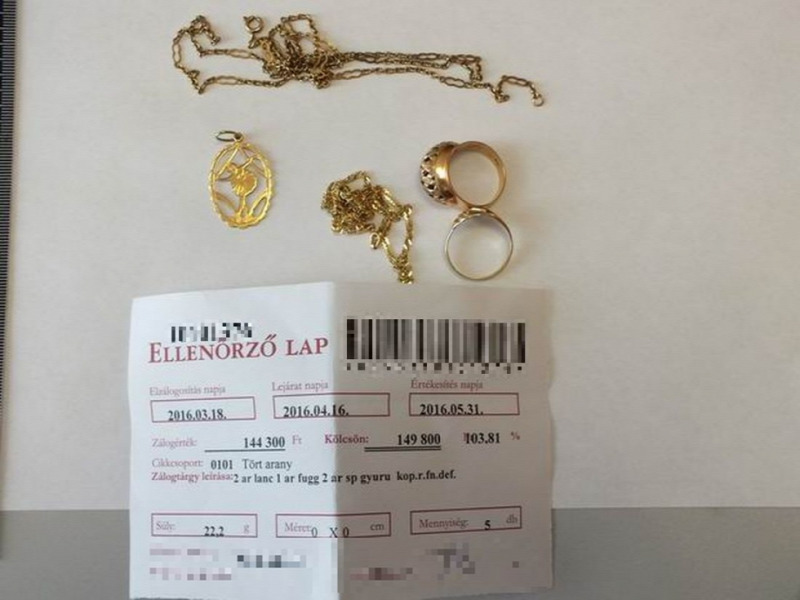 ELLENŐRZŐ LAP
Elzálogosítás napja Lejárat napja Értékesítés napja
2016.03.18. 2016.04.16. 2016.05.31.
Zálogérték: 144 300 Ft Kölcsön: 149 800 103,81 %
Cikkcsoport: 0101 Tört arany
Zálogtárgy leírása: 2 ar lanc 1 ar fugg 2 ar sp gyuru kop.r.fn.def.
Súly: 22,2 g Méret: 0 X 0 cm Mennyiség: 5 db